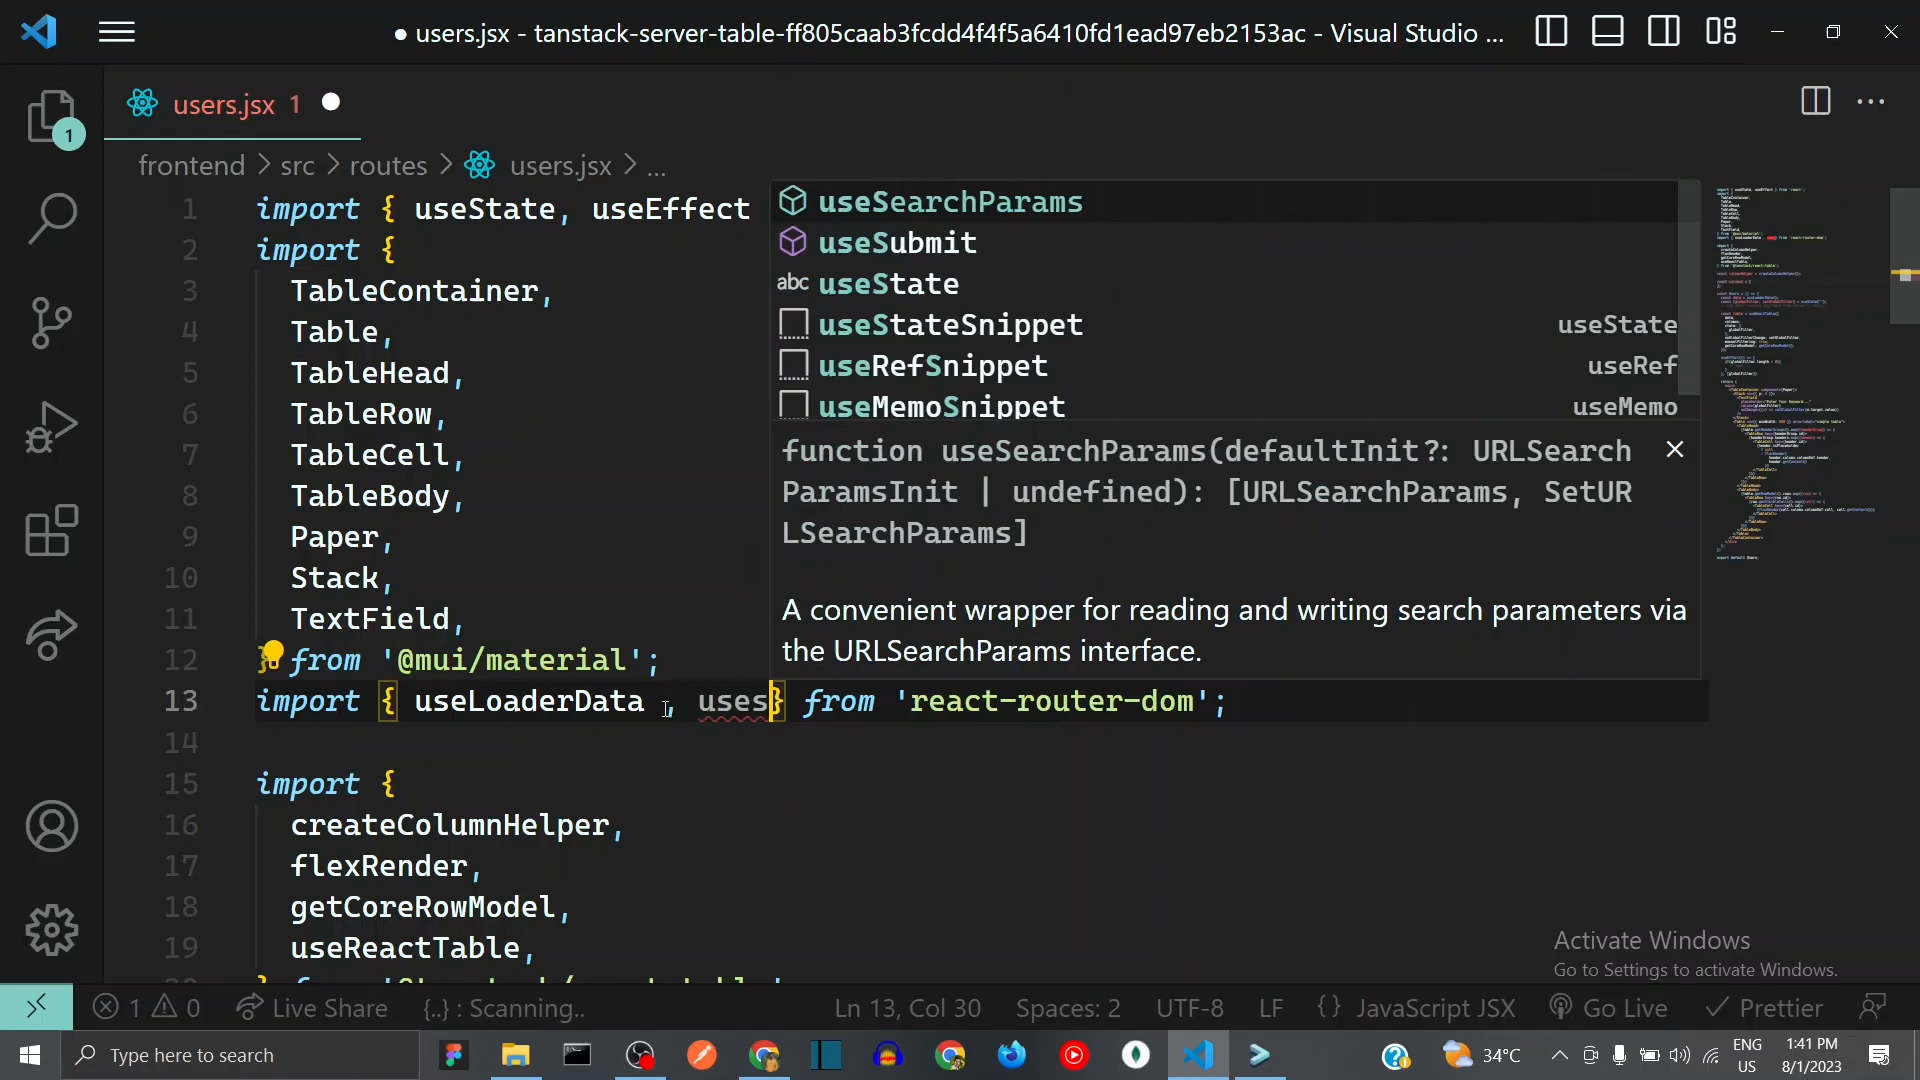 ● users.jsx - tanstack-server-table-ff805caab3fcdd4f4f5a6410fd1ead97eb2153ac - Visual Studio ...
users.jsx 1 ●
1
frontend > src > routes > users.jsx > ...
1 import { useState, useEffect
2 import {
3 TableContainer,
4 Table,
5 TableHead,
6 TableRow,
7 TableCell,
8 TableBody,
9 Paper,
10 Stack,
11 TextField,
12 } from '@mui/material';
13 import { useLoaderData , uses} from 'react-router-dom';
14
15 import {
16 createColumnHelper,
17 flexRender,
18 getCoreRowModel,
19 useReactTable,
useSearchParams
useSubmit
abc useState
useStateSnippet useState
useRefSnippet useRef
useMemoSnippet useMemo
function useSearchParams(defaultInit?: URLSearch
ParamsInit | undefined): [URLSearchParams, SetUR
LSearchParams]
A convenient wrapper for reading and writing search parameters via
the URLSearchParams interface.
Activate Windows
Go to Settings to activate Windows.
1 0 Live Share {..} : Scanning.. Ln 13, Col 30 Spaces: 2 UTF-8 LF {} JavaScript JSX Go Live Prettier
Type here to search 34°C ENG US 1:41 PM 8/1/2023